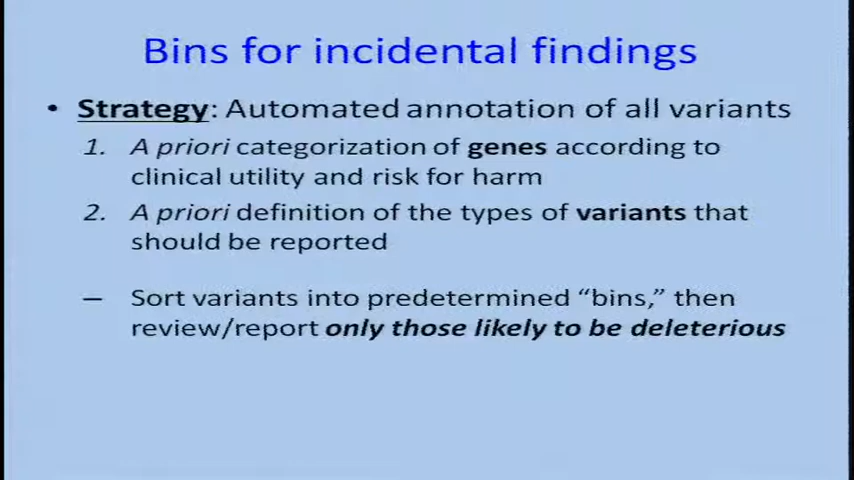 Bins for incidental findings
• Strategy: Automated annotation of all variants
1. A priori categorization of genes according to
clinical utility and risk for harm
2. A priori definition of the types of variants that
should be reported
– Sort variants into predetermined “bins,” then
review/report only those likely to be deleterious